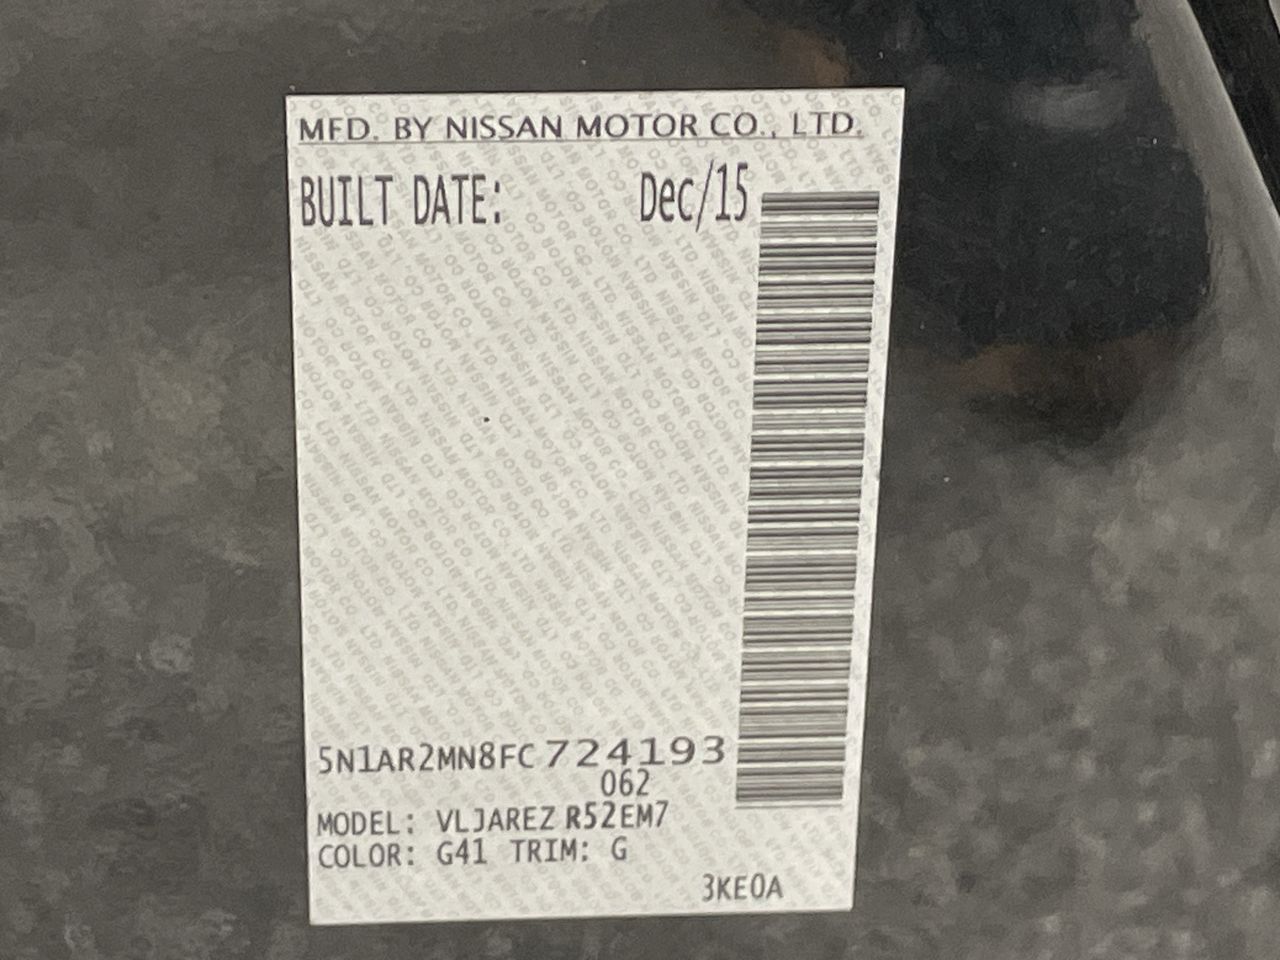 MFD. BY NISSAN MOTOR CO., LTD.
BUILT DATE: Dec/15
5N1AR2MN8FC724193
062
MODEL: VLJAREZ R52EM7
COLOR: G41 TRIM: G
3KE0A